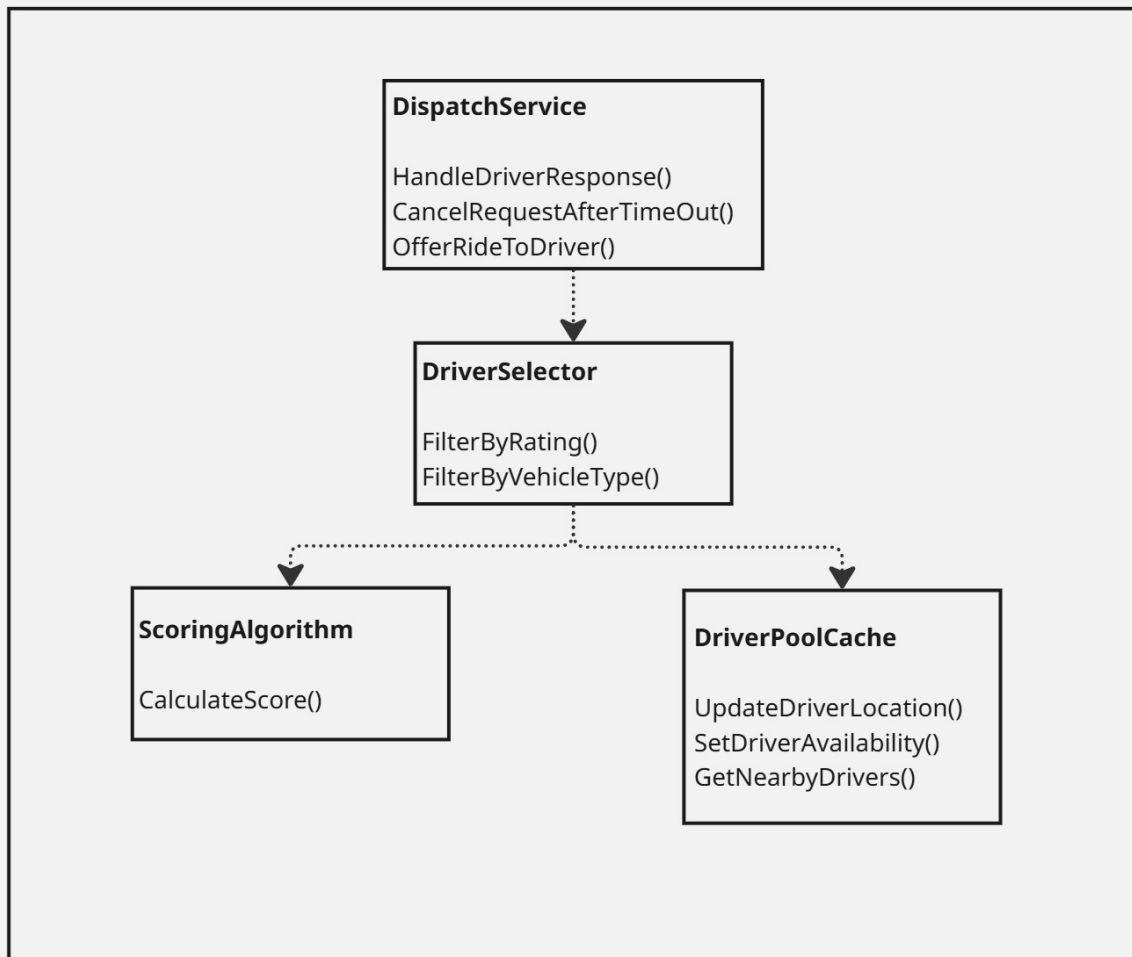 DispatchService
HandleDriverResponse()
CancelRequestAfterTimeOut()
OfferRideToDriver()
DriverSelector
FilterByRating()
FilterByVehicleType()
ScoringAlgorithm
CalculateScore()
DriverPoolCache
UpdateDriverLocation()
SetDriverAvailability()
GetNearbyDrivers()